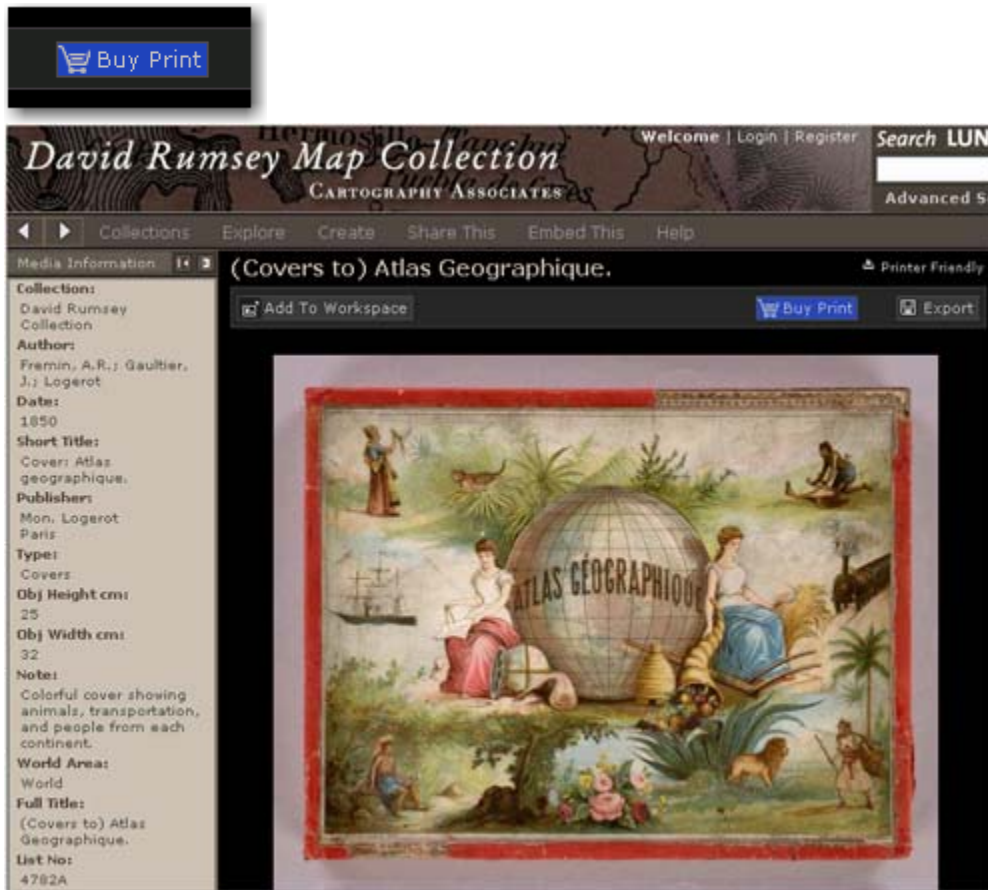 Buy Print
David Rumsey Map Collection
CARTOGRAPHY ASSOCIATES
Welcome | Login | Register
Search LUN
Advanced S
Collections Explore Create Share This Embed This Help
Media Information
(Covers to) Atlas Geographique.
Printer Friendly
Add To Workspace
Buy Print
Export
Collection:
David Rumsey
Collection
Author:
Fremin, A.R.; Gaultier,
J.; Logerot
Date:
1850
Short Title:
Cover: Atlas
geographique.
Publisher:
Mon. Logerot
Paris
Type:
Covers
Obj Height cm:
25
Obj Width cm:
32
Note:
Colorful cover showing
animals, transportation,
and people from each
continent.
World Area:
World
Full Title:
(Covers to) Atlas
Geographique.
List No:
4782A
ATLAS GÉOGRAPHIQUE